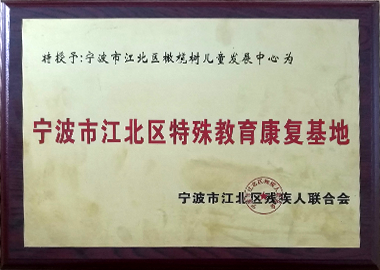 特授予:宁波市江北区橄榄树儿童发展中心为
宁波市江北区特殊教育康复基地
宁波市江北区残疾人联合会